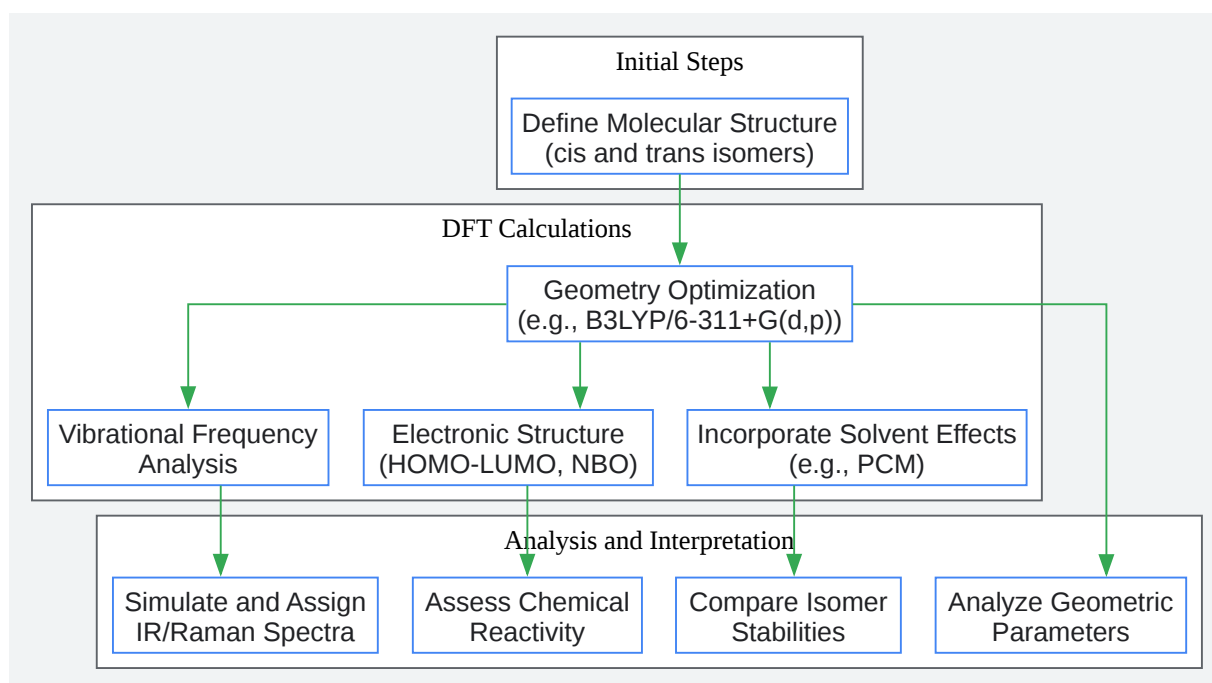 Initial Steps
Define Molecular Structure
(cis and trans isomers)
DFT Calculations
Geometry Optimization
(e.g., B3LYP/6-311+G(d,p))
Vibrational Frequency
Analysis
Electronic Structure
(HOMO-LUMO, NBO)
Incorporate Solvent Effects
(e.g., PCM)
Analysis and Interpretation
Simulate and Assign
IR/Raman Spectra
Assess Chemical
Reactivity
Compare Isomer
Stabilities
Analyze Geometric
Parameters